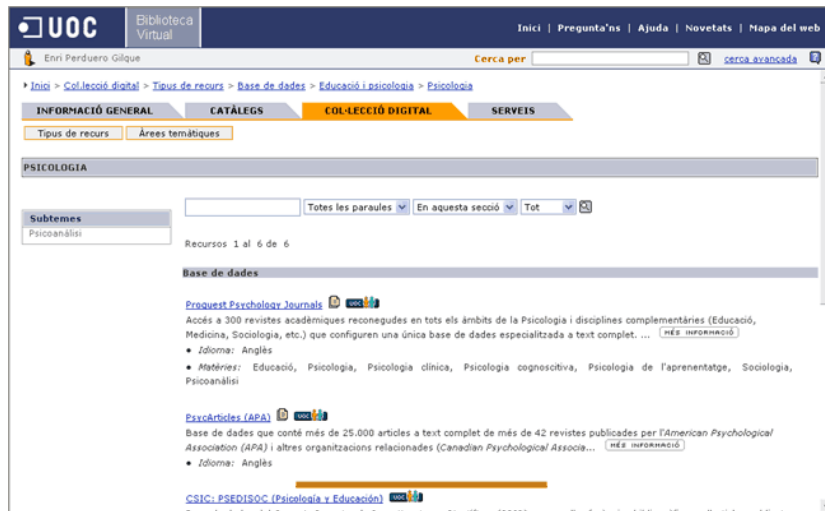 UOC
Biblioteca
Virtual
Inici | Pregunta'ns | Ajuda | Novetats | Mapa del web
Enri Perduero Gilque
Cerca per
cerca avançada
Inici > Col.lecció digital > Tipus de recurs > Base de dades > Educació i psicologia > Psicologia
INFORMACIÓ GENERAL
CATÀLEGS
COL·LECCIÓ DIGITAL
SERVEIS
Tipus de recurs
Àrees temàtiques
PSICOLOGIA
Subtemes
Psicoanálisi
Totes les paraules
En aquesta secció
Tot
Recursos 1 al 6 de 6
Base de dades
Proquest Psychology Journals
UOC
Accés a 300 revistes acadèmiques reconegudes en tots els àmbits de la Psicologia i disciplines complementàries (Educació,
Medicina, Sociologia, etc.) que configuren una única base de dades especialitzada a text complet. ... MÉS INFORMACIÓ
• Idioma: Anglès
• Matèries: Educació, Psicologia, Psicologia clínica, Psicologia cognoscitiva, Psicologia de l'aprenentatge, Sociologia,
Psicoanálisi
PsycArticles (APA)
UOC
Base de dades que conté més de 25.000 articles a text complet de més de 42 revistes publicades per l'American Psychological
Association (APA) i altres organitzacions relacionades (Canadian Psychological Associa... MÉS INFORMACIÓ
• Idioma: Anglès
CSIC: PSEDISOC (Psicología y Educación)
UOC